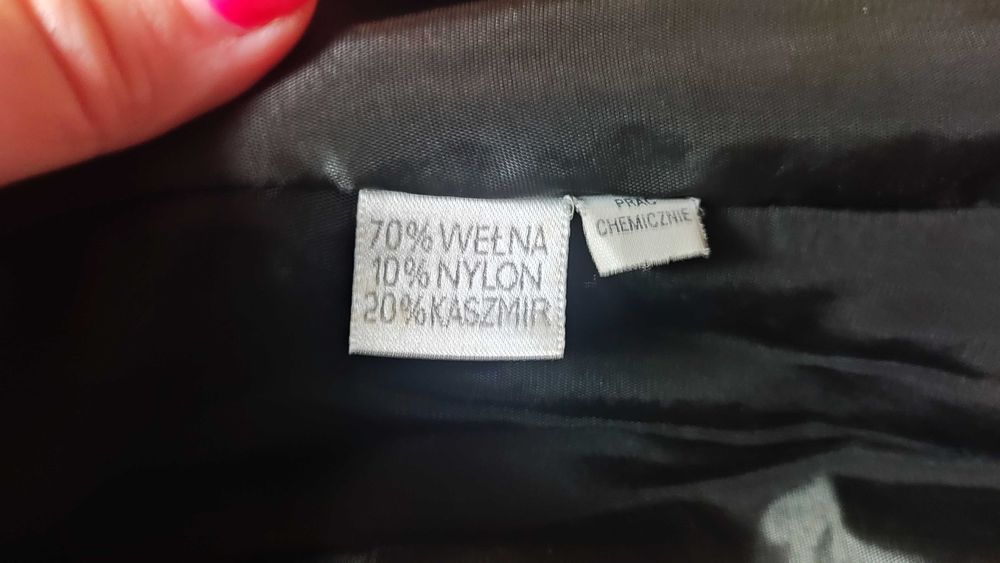 70% WEŁNA
10% NYLON
20% KASZMIR
PRAĆ
CHEMICZNIE